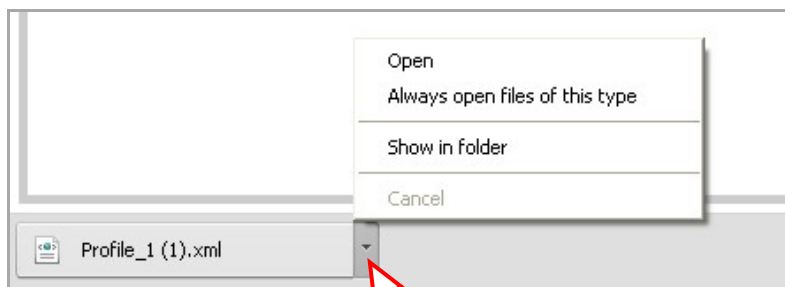 Open
Always open files of this type
Show in folder
Cancel
Profile_1 (1).xml